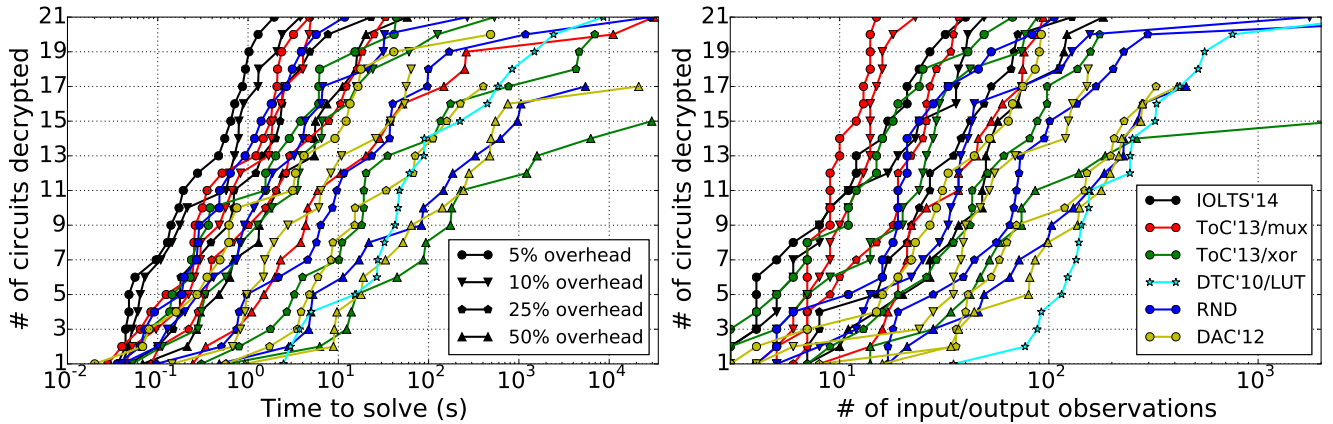 # of circuits decrypted
21
19
17
15
13
11
9
7
5
3
1
10^-2
10^-1
10^0
10^1
10^2
10^3
10^4
Time to solve (s)
5% overhead
10% overhead
25% overhead
50% overhead
# of circuits decrypted
21
19
17
15
13
11
9
7
5
3
1
10^1
10^2
10^3
# of input/output observations
IOLTS'14
ToC'13/mux
ToC'13/xor
DTC'10/LUT
RND
DAC'12